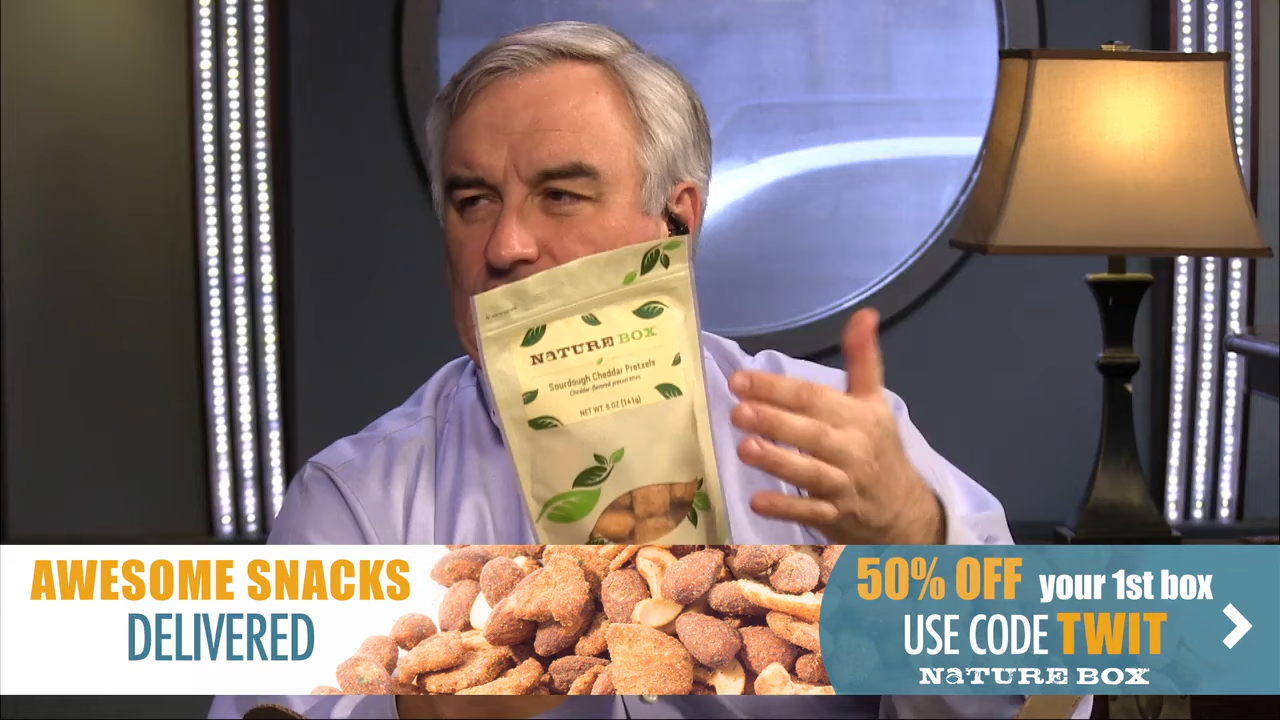 NATURE BOX
Sourdough Cheddar Pretzels
Cheddar-flavored pretzel bites
NET WT. 5 OZ (141g)
AWESOME SNACKS
DELIVERED
50% OFF your 1st box
USE CODE TWIT
NATURE BOX